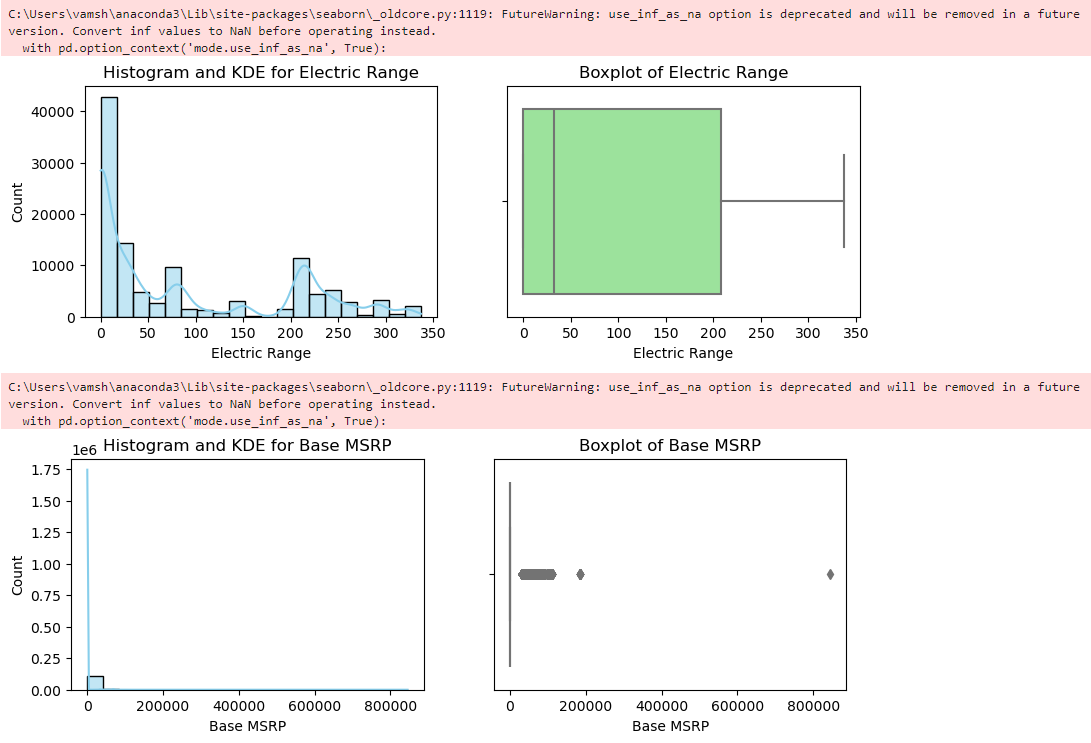 C:\Users\vamsh\anaconda3\Lib\site-packages\seaborn\_oldcore.py:1119: FutureWarning: use_inf_as_na option is deprecated and will be removed in a future
version. Convert inf values to NaN before operating instead.
with pd.option_context('mode.use_inf_as_na', True):
Histogram and KDE for Electric Range
40000
30000
20000
10000
0
Count
0 50 100 150 200 250 300 350
Electric Range
Boxplot of Electric Range
0 50 100 150 200 250 300 350
Electric Range
C:\Users\vamsh\anaconda3\Lib\site-packages\seaborn\_oldcore.py:1119: FutureWarning: use_inf_as_na option is deprecated and will be removed in a future
version. Convert inf values to NaN before operating instead.
with pd.option_context('mode.use_inf_as_na', True):
1e6 Histogram and KDE for Base MSRP
1.75
1.50
1.25
1.00
0.75
0.50
0.25
0.00
Count
0 200000 400000 600000 800000
Base MSRP
Boxplot of Base MSRP
0 200000 400000 600000 800000
Base MSRP